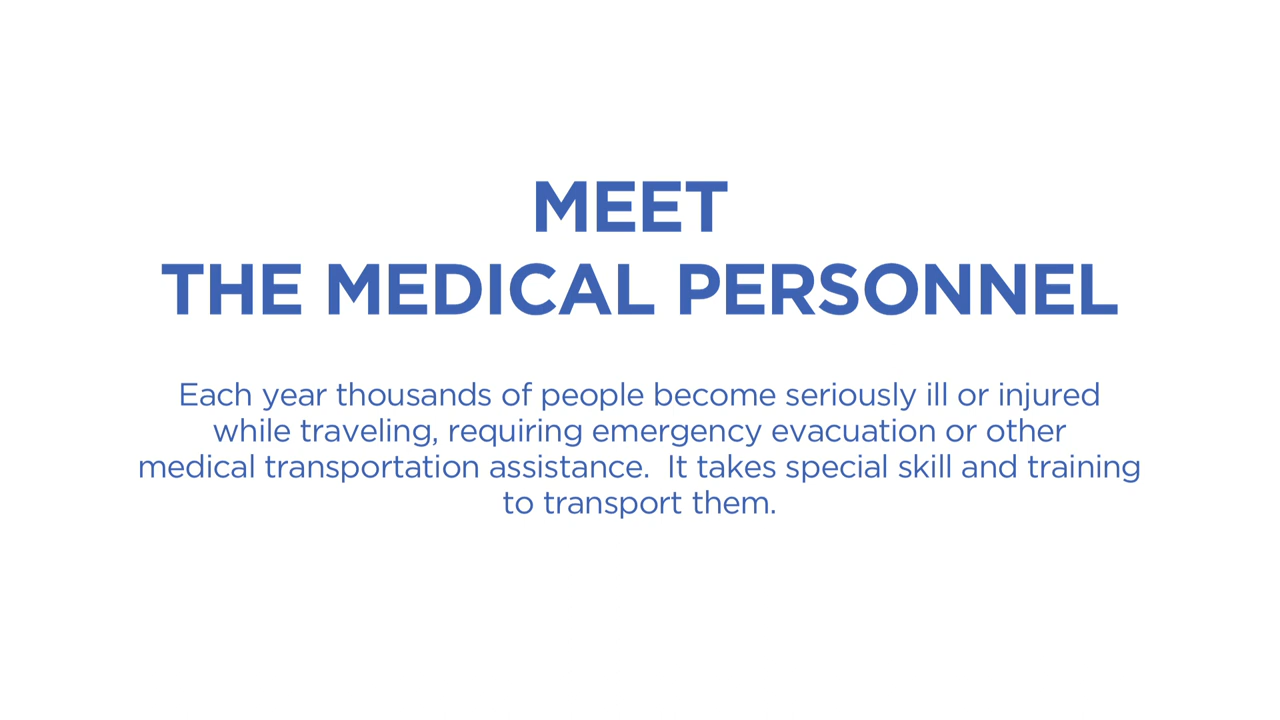 MEET
THE MEDICAL PERSONNEL
Each year thousands of people become seriously ill or injured
while traveling, requiring emergency evacuation or other
medical transportation assistance.  It takes special skill and training
to transport them.